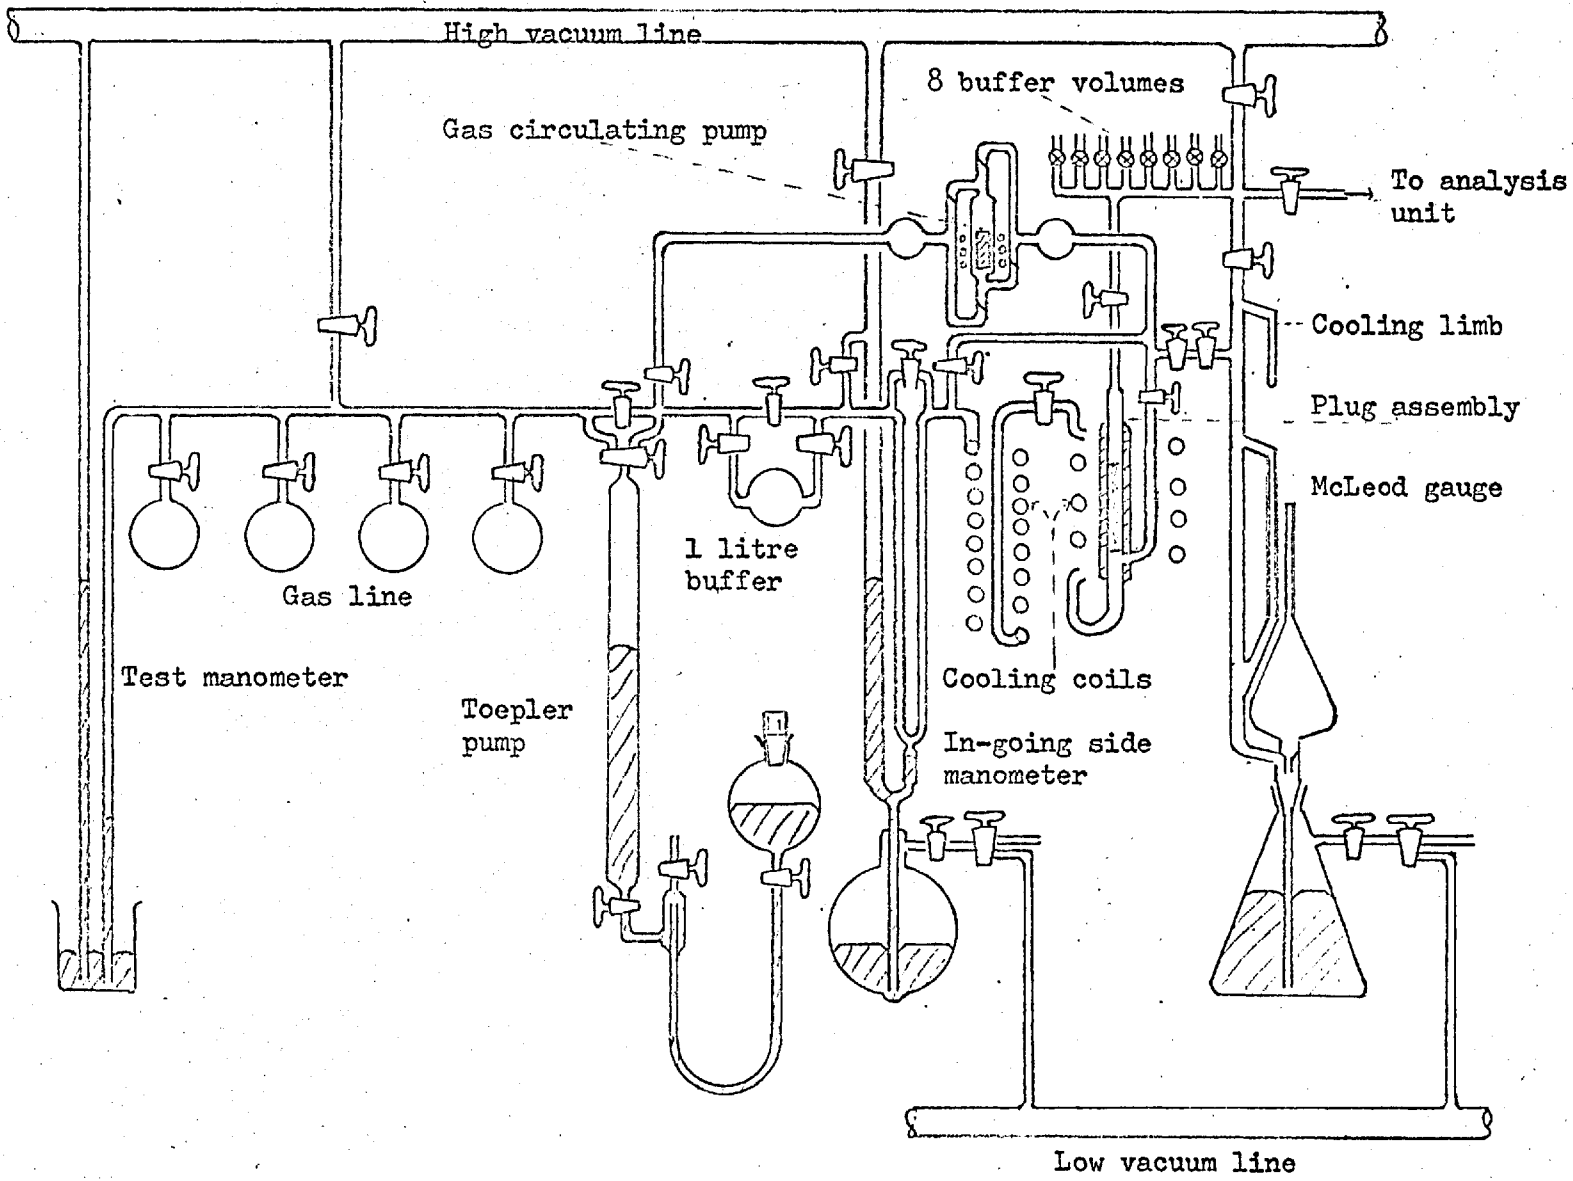 High vacuum line
8 buffer volumes
Gas circulating pump
To analysis
unit
Cooling limb
Plug assembly
McLeod gauge
1 litre
buffer
Gas line
Test manometer
Cooling coils
Toepler
pump
In-going side
manometer
Low vacuum line